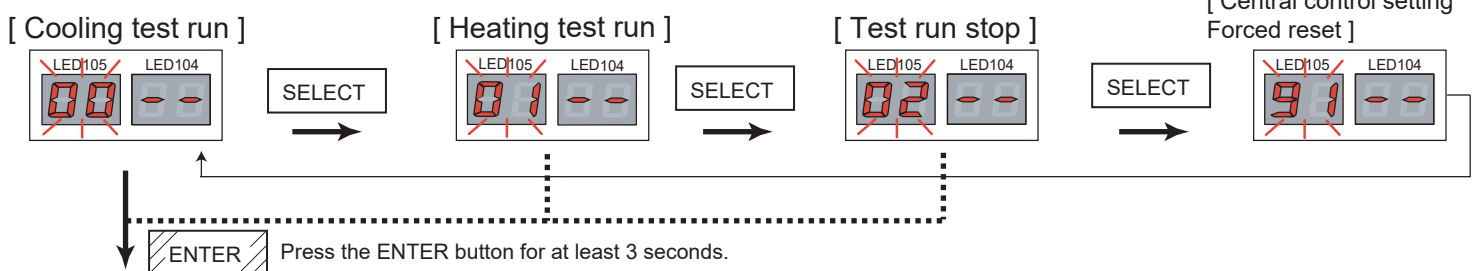 [ Central control setting
[ Cooling test run ] [ Heating test run ] [ Test run stop ] Forced reset ]
LED105 LED104 LED105 LED104 LED105 LED104 LED105 LED104
00 -- SELECT 01 -- SELECT 02 -- SELECT 91 --
ENTER Press the ENTER button for at least 3 seconds.